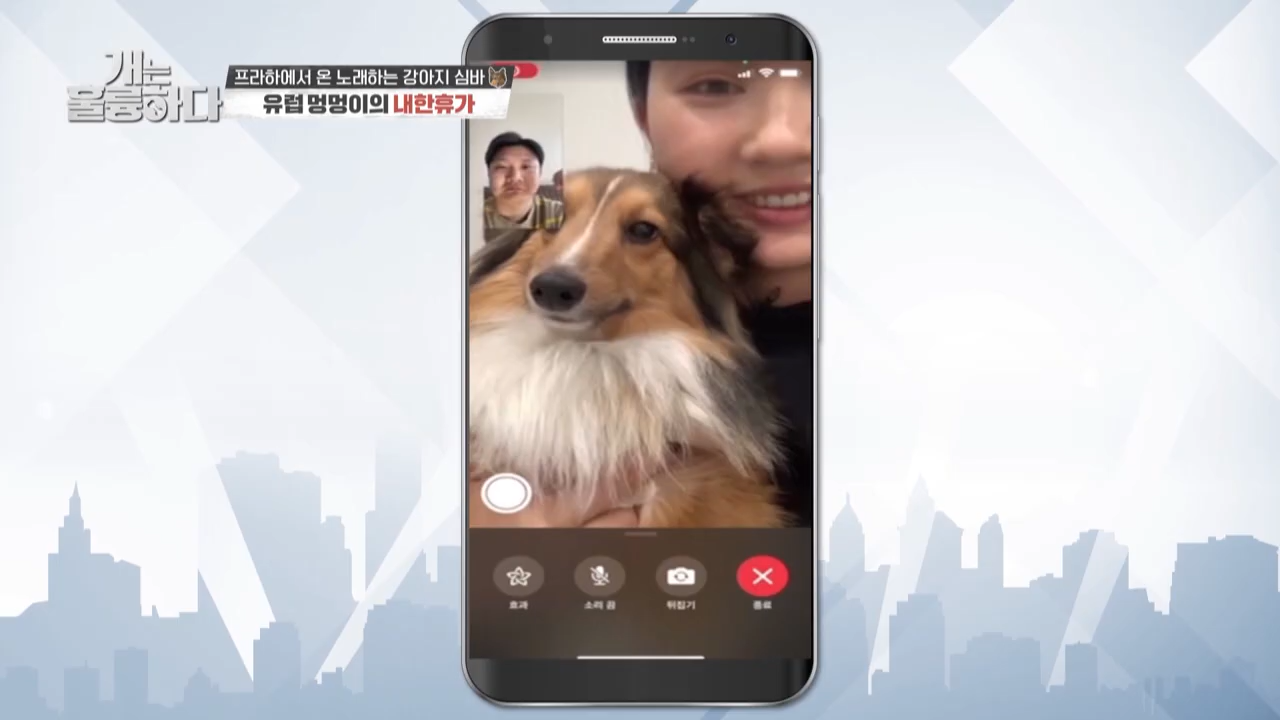 개는
훌륭하다
프라하에서 온 노래하는 강아지 심바
유럽 멍멍이의 내한휴가
효과
소리 끔
뒤집기
종료